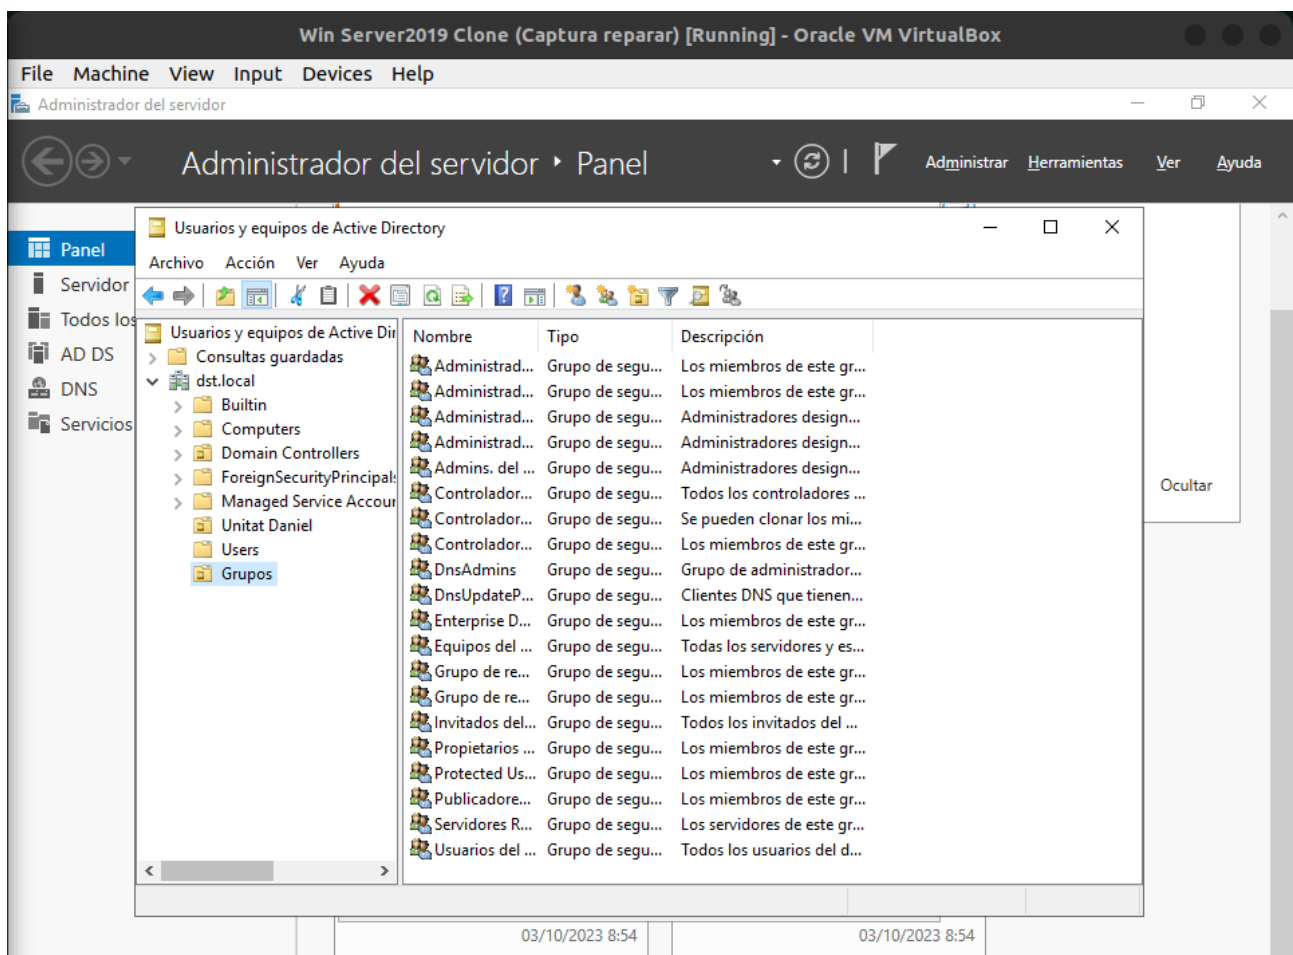 Win Server2019 Clone (Captura reparar) [Running] - Oracle VM VirtualBox
File Machine View Input Devices Help
Administrador del servidor
Administrador del servidor ‣ Panel
Administrar Herramientas Ver Ayuda
Panel
Servidor
Todos los
AD DS
DNS
Servicios
Usuarios y equipos de Active Directory
Archivo Acción Ver Ayuda
Usuarios y equipos de Active Dir
Consultas guardadas
dst.local
Builtin
Computers
Domain Controllers
ForeignSecurityPrincipals
Managed Service Accour
Unitat Daniel
Users
Grupos
Nombre Tipo Descripción
Administrad... Grupo de segu... Los miembros de este gr...
Administrad... Grupo de segu... Los miembros de este gr...
Administrad... Grupo de segu... Administradores design...
Administrad... Grupo de segu... Administradores design...
Admins. del ... Grupo de segu... Administradores design...
Controlador... Grupo de segu... Todos los controladores ...
Controlador... Grupo de segu... Se pueden clonar los mi...
Controlador... Grupo de segu... Los miembros de este gr...
DnsAdmins Grupo de segu... Grupo de administrador...
DnsUpdateP... Grupo de segu... Clientes DNS que tienen...
Enterprise D... Grupo de segu... Los miembros de este gr...
Equipos del ... Grupo de segu... Todas los servidores y es...
Grupo de re... Grupo de segu... Los miembros de este gr...
Grupo de re... Grupo de segu... Los miembros de este gr...
Invitados del... Grupo de segu... Todos los invitados del ...
Propietarios ... Grupo de segu... Los miembros de este gr...
Protected Us... Grupo de segu... Los miembros de este gr...
Publicadore... Grupo de segu... Los miembros de este gr...
Servidores R... Grupo de segu... Los servidores de este gr...
Usuarios del ... Grupo de segu... Todos los usuarios del d...
Ocultar
03/10/2023 8:54
03/10/2023 8:54